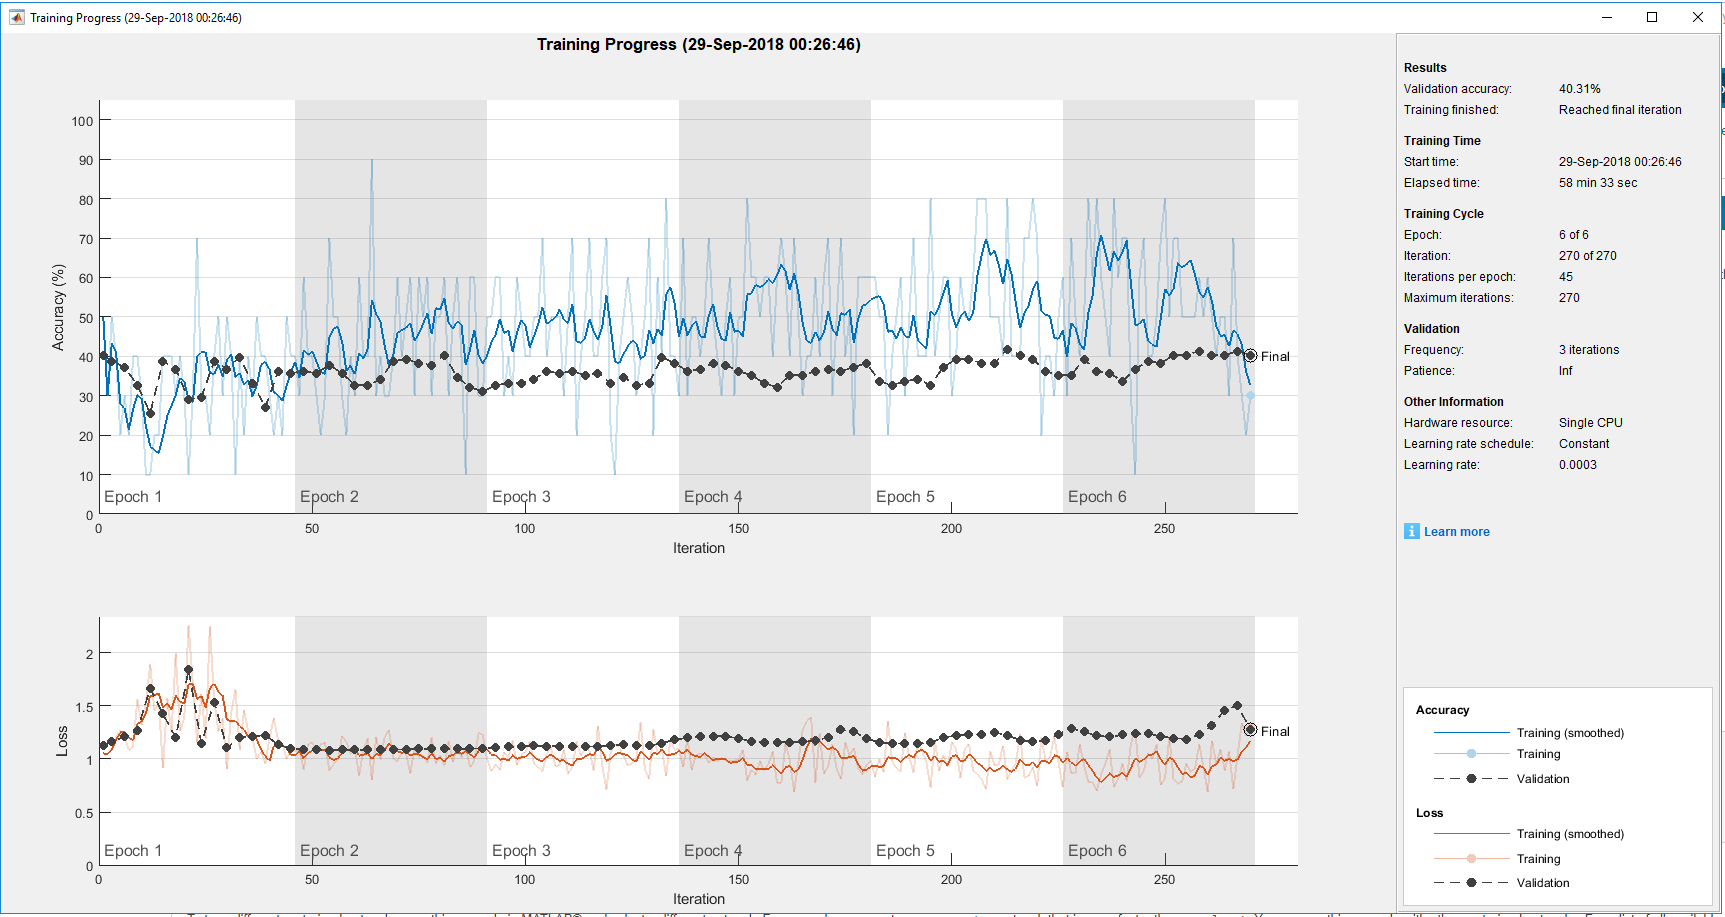 Training Progress (29-Sep-2018 00:26:46)
Training Progress (29-Sep-2018 00:26:46)
Accuracy (%)
100
90
80
70
60
50
40
30
20
10
0
Final
Epoch 1 Epoch 2 Epoch 3 Epoch 4 Epoch 5 Epoch 6
0 50 100 150 200 250
Iteration
Loss
2
1.5
1
0.5
0
Final
Epoch 1 Epoch 2 Epoch 3 Epoch 4 Epoch 5 Epoch 6
0 50 100 150 200 250
Iteration
Results
Validation accuracy: 40.31%
Training finished: Reached final iteration
Training Time
Start time: 29-Sep-2018 00:26:46
Elapsed time: 58 min 33 sec
Training Cycle
Epoch: 6 of 6
Iteration: 270 of 270
Iterations per epoch: 45
Maximum iterations: 270
Validation
Frequency: 3 iterations
Patience: Inf
Other Information
Hardware resource: Single CPU
Learning rate schedule: Constant
Learning rate: 0.0003
i Learn more
Accuracy
Training (smoothed)
Training
Validation
Loss
Training (smoothed)
Training
Validation